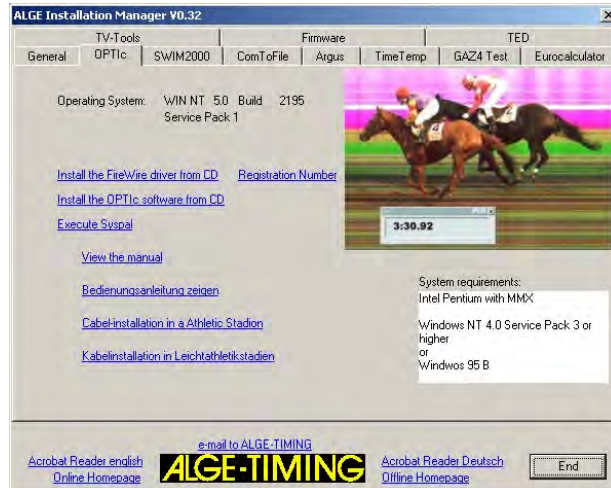 ALGE Installation Manager V0.32
TV-Tools Firmware TED
General OPTIc SWIM2000 ComToFile Argus TimeTemp GAZ4 Test Eurocalculator
Operating System: WIN NT 5.0 Build 2195
Service Pack 1
Install the FireWire driver from CD Registration Number
Install the OPTIc software from CD
Execute Syspal
View the manual
Bedienungsanleitung zeigen
Cabel-installation in a Athletic Stadion
Kabelinstallation in Leichtathletikstadien
3:30.92
System requirements:
Intel Pentium with MMX
Windows NT 4.0 Service Pack 3 or
higher
or
Windwos 95 B
e-mail to ALGE-TIMING
Acrobat Reader english
Online Homepage
ALGE-TIMING
Acrobat Reader Deutsch
Offline Homepage
End